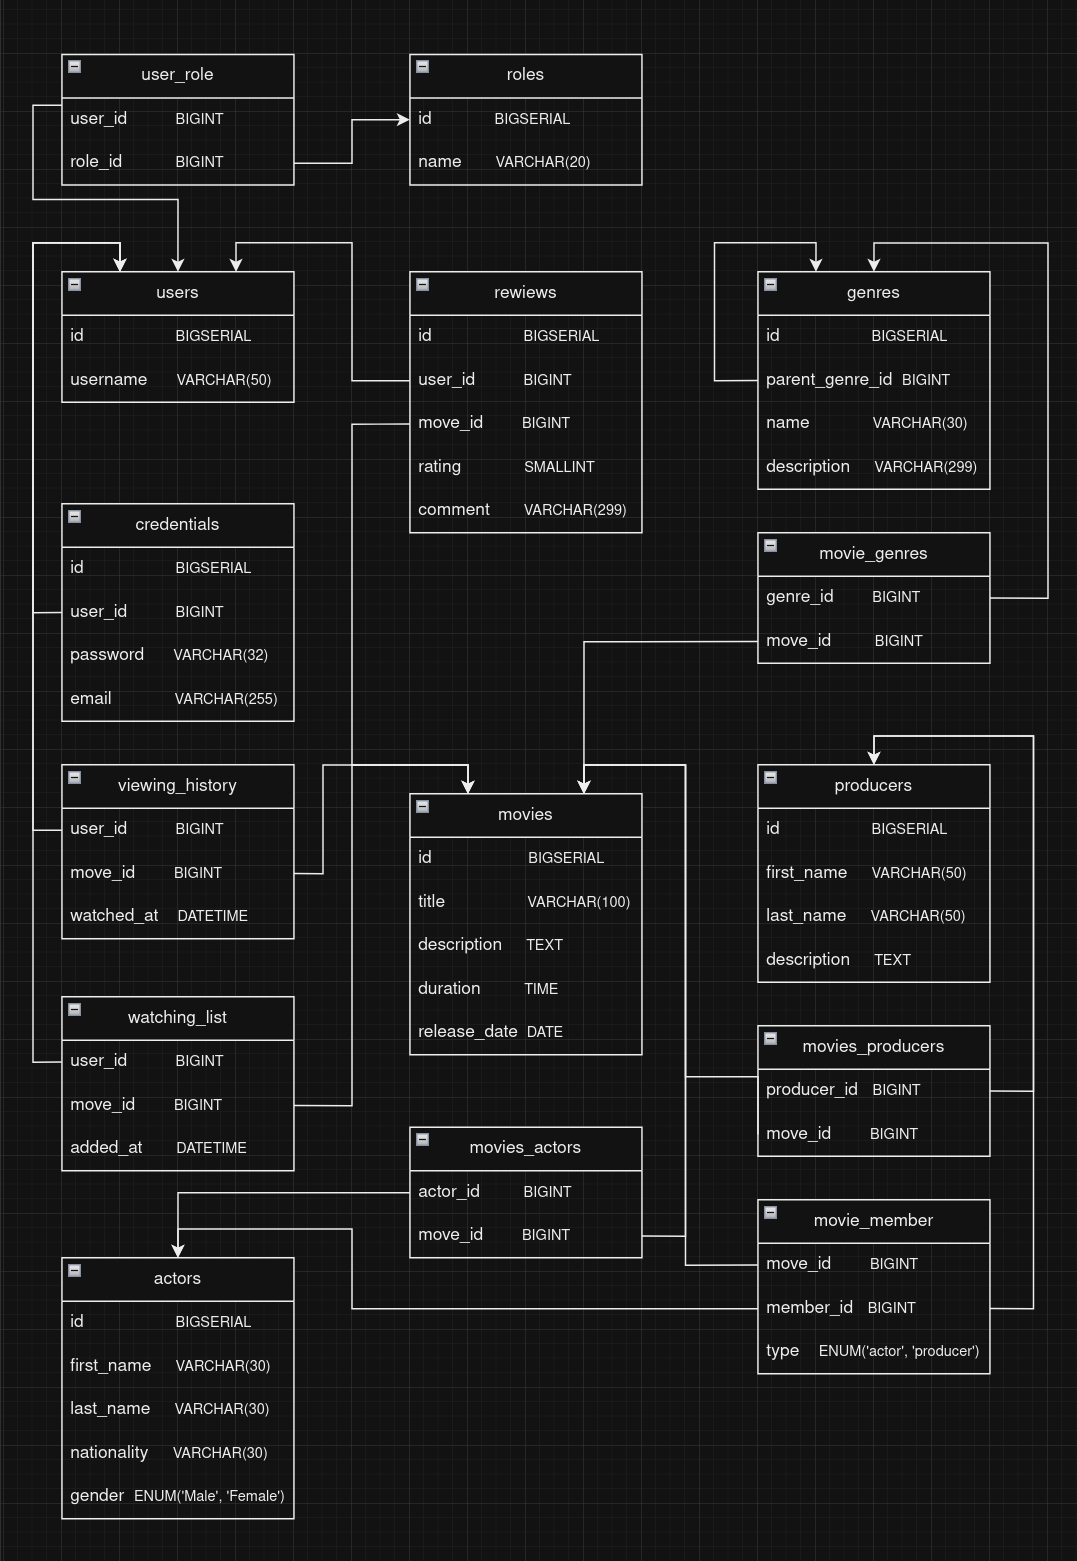 user_role
user_id BIGINT
role_id BIGINT
roles
id BIGSERIAL
name VARCHAR(20)
users
id BIGSERIAL
username VARCHAR(50)
rewiews
id BIGSERIAL
user_id BIGINT
move_id BIGINT
rating SMALLINT
comment VARCHAR(299)
genres
id BIGSERIAL
parent_genre_id BIGINT
name VARCHAR(30)
description VARCHAR(299)
credentials
id BIGSERIAL
user_id BIGINT
password VARCHAR(32)
email VARCHAR(255)
movie_genres
genre_id BIGINT
move_id BIGINT
viewing_history
user_id BIGINT
move_id BIGINT
watched_at DATETIME
movies
id BIGSERIAL
title VARCHAR(100)
description TEXT
duration TIME
release_date DATE
producers
id BIGSERIAL
first_name VARCHAR(50)
last_name VARCHAR(50)
description TEXT
watching_list
user_id BIGINT
move_id BIGINT
added_at DATETIME
movies_producers
producer_id BIGINT
move_id BIGINT
movies_actors
actor_id BIGINT
move_id BIGINT
movie_member
move_id BIGINT
member_id BIGINT
type ENUM('actor', 'producer')
actors
id BIGSERIAL
first_name VARCHAR(30)
last_name VARCHAR(30)
nationality VARCHAR(30)
gender ENUM('Male', 'Female')